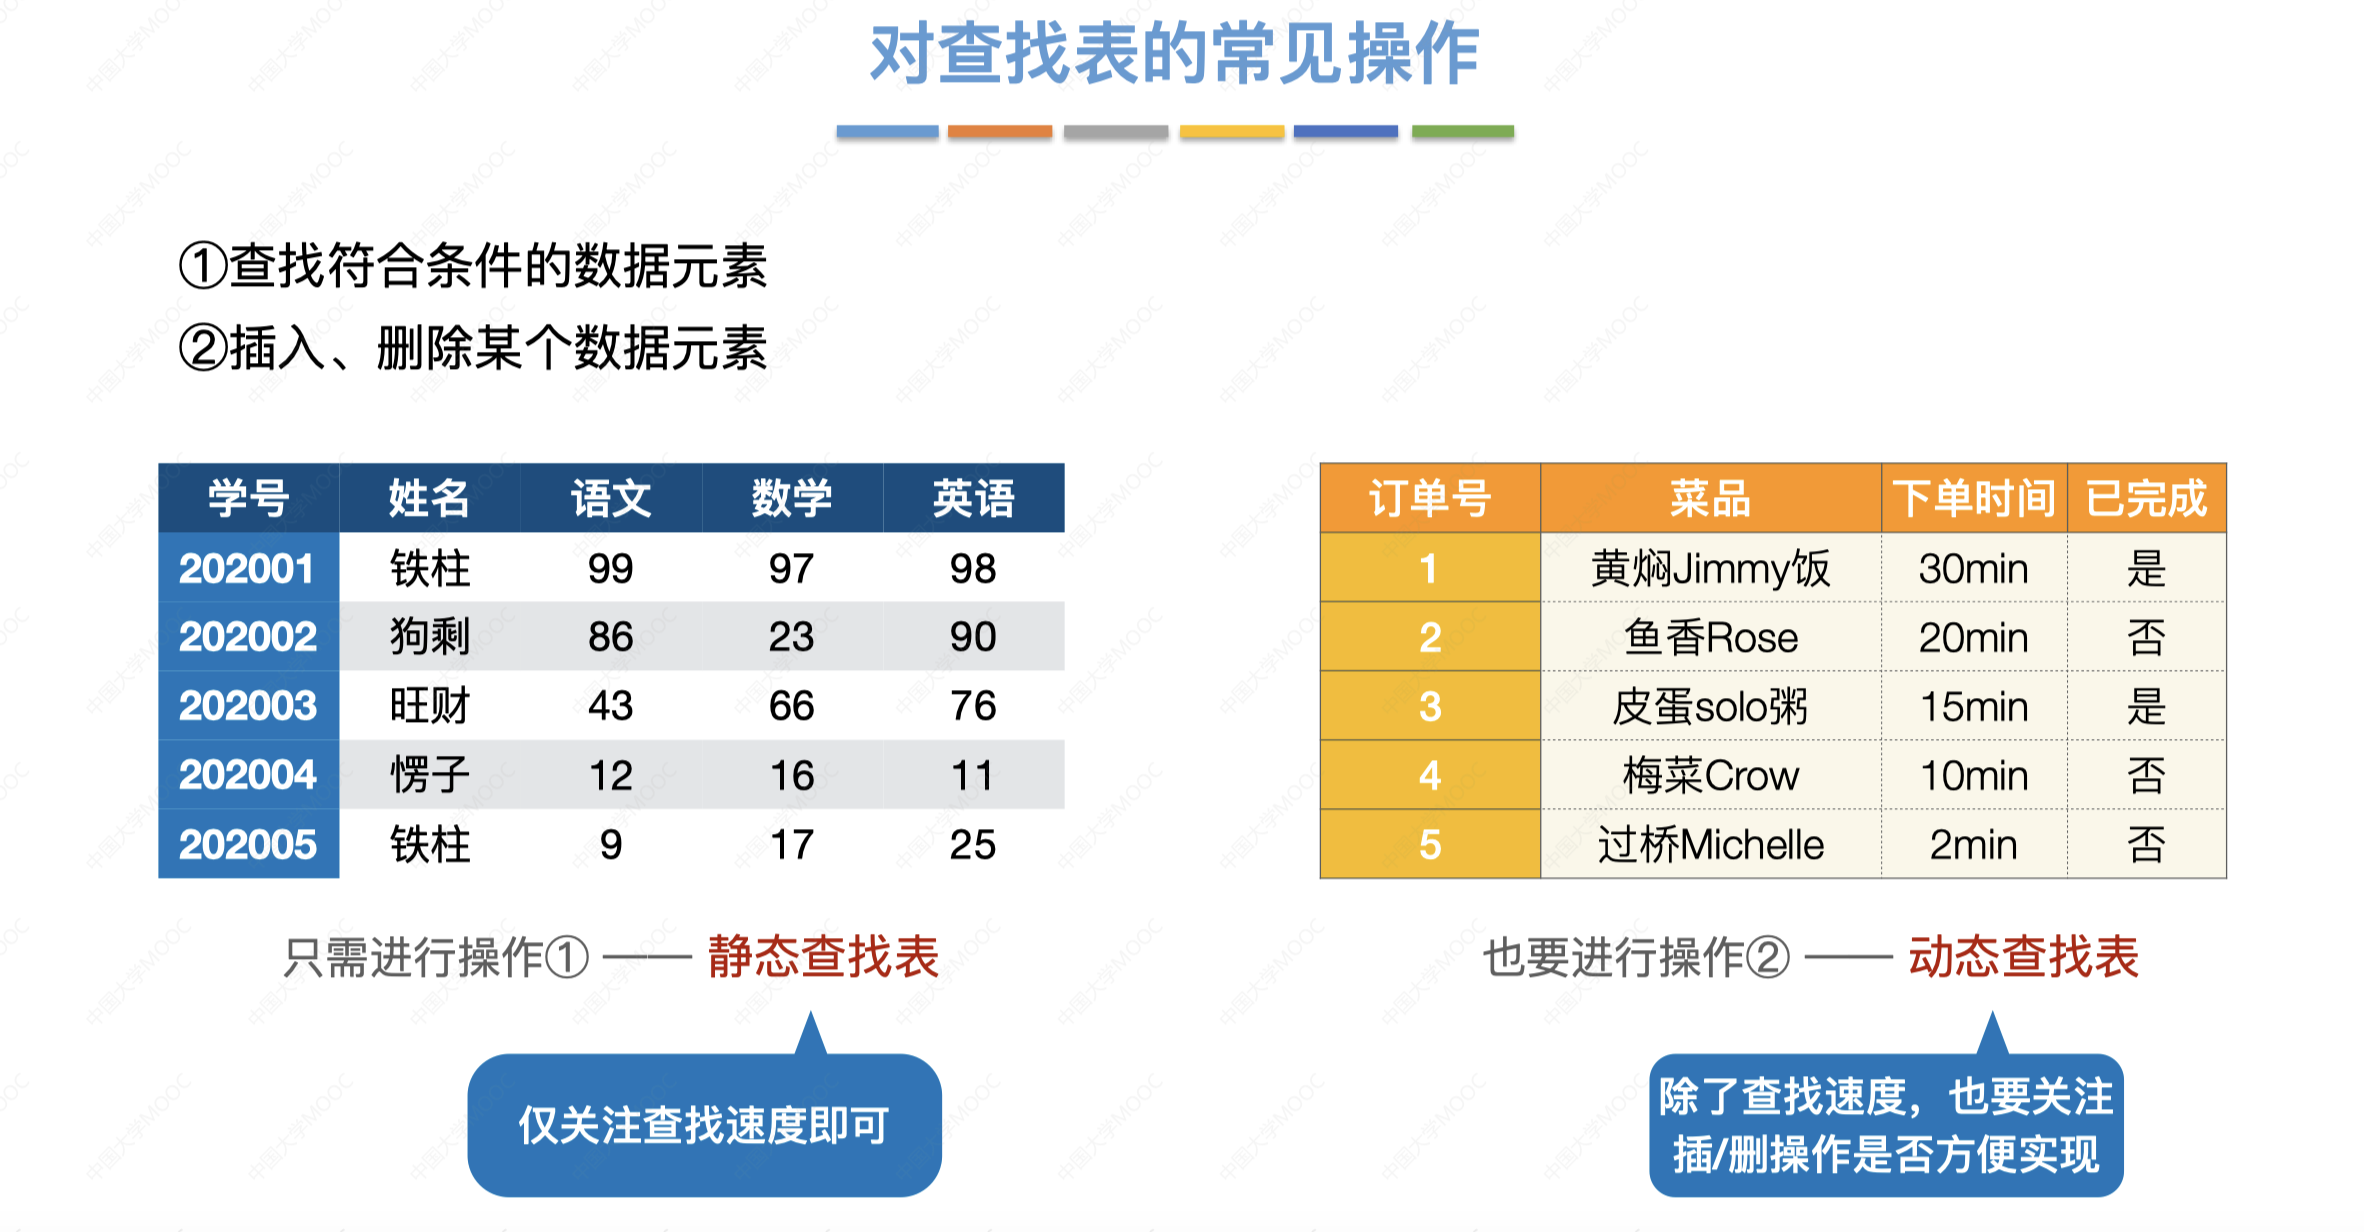 对查找表的常见操作
①查找符合条件的数据元素
②插入、删除某个数据元素
学号 姓名 语文 数学 英语
202001 铁柱 99 97 98
202002 狗剩 86 23 90
202003 旺财 43 66 76
202004 愣子 12 16 11
202005 铁柱 9 17 25
只需进行操作① —— 静态查找表
仅关注查找速度即可
订单号 菜品 下单时间 已完成
1 黄焖Jimmy饭 30min 是
2 鱼香Rose 20min 否
3 皮蛋solo粥 15min 是
4 梅菜Crow 10min 否
5 过桥Michelle 2min 否
也要进行操作② —— 动态查找表
除了查找速度，也要关注
插/删操作是否方便实现
中国大学MOOC